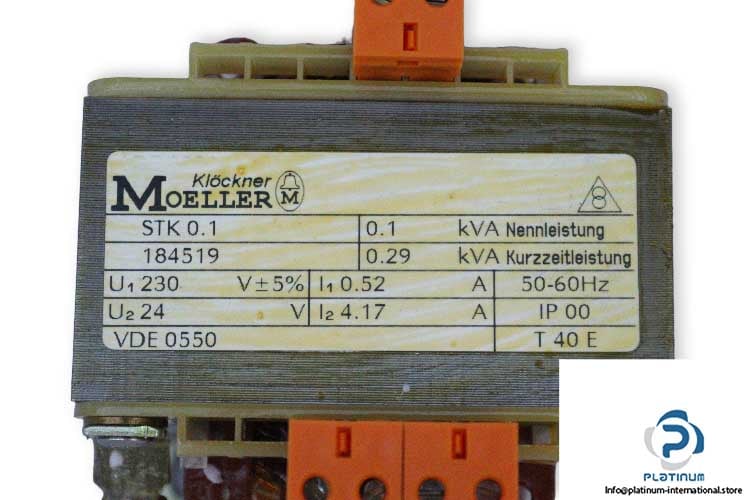 Klöckner
MOELLER M
STK 0.1 0.1 kVA Nennleistung
184519 0.29 kVA Kurzzeitleistung
U1 230 V±5% I1 0.52 A 50-60Hz
U2 24 V I2 4.17 A IP 00
VDE 0550 T 40 E
PLATINUM
Info@platinum-international.store